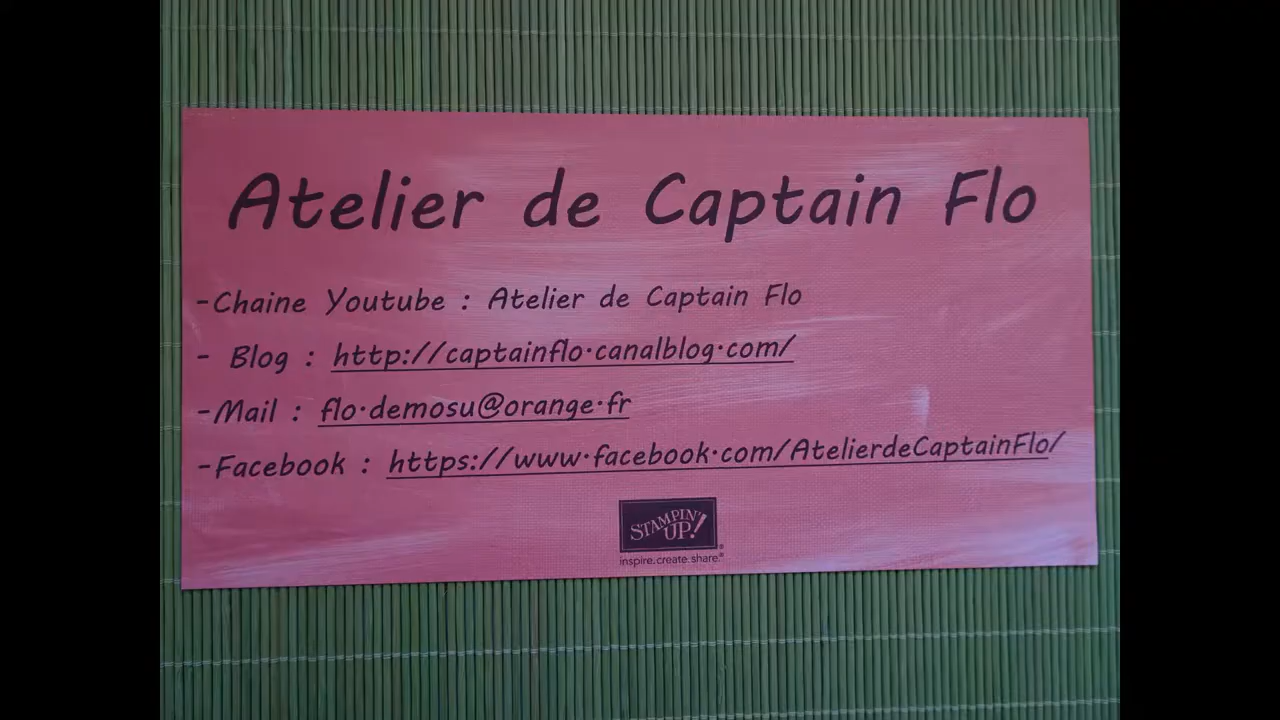 Atelier de Captain Flo
-Chaine Youtube : Atelier de Captain Flo
- Blog : http://captainflo.canalblog.com/
-Mail : flo.demosu@orange.fr
-Facebook : https://www.facebook.com/AtelierdeCaptainFlo/
STAMPIN'
UP!®
inspire.create.share.®